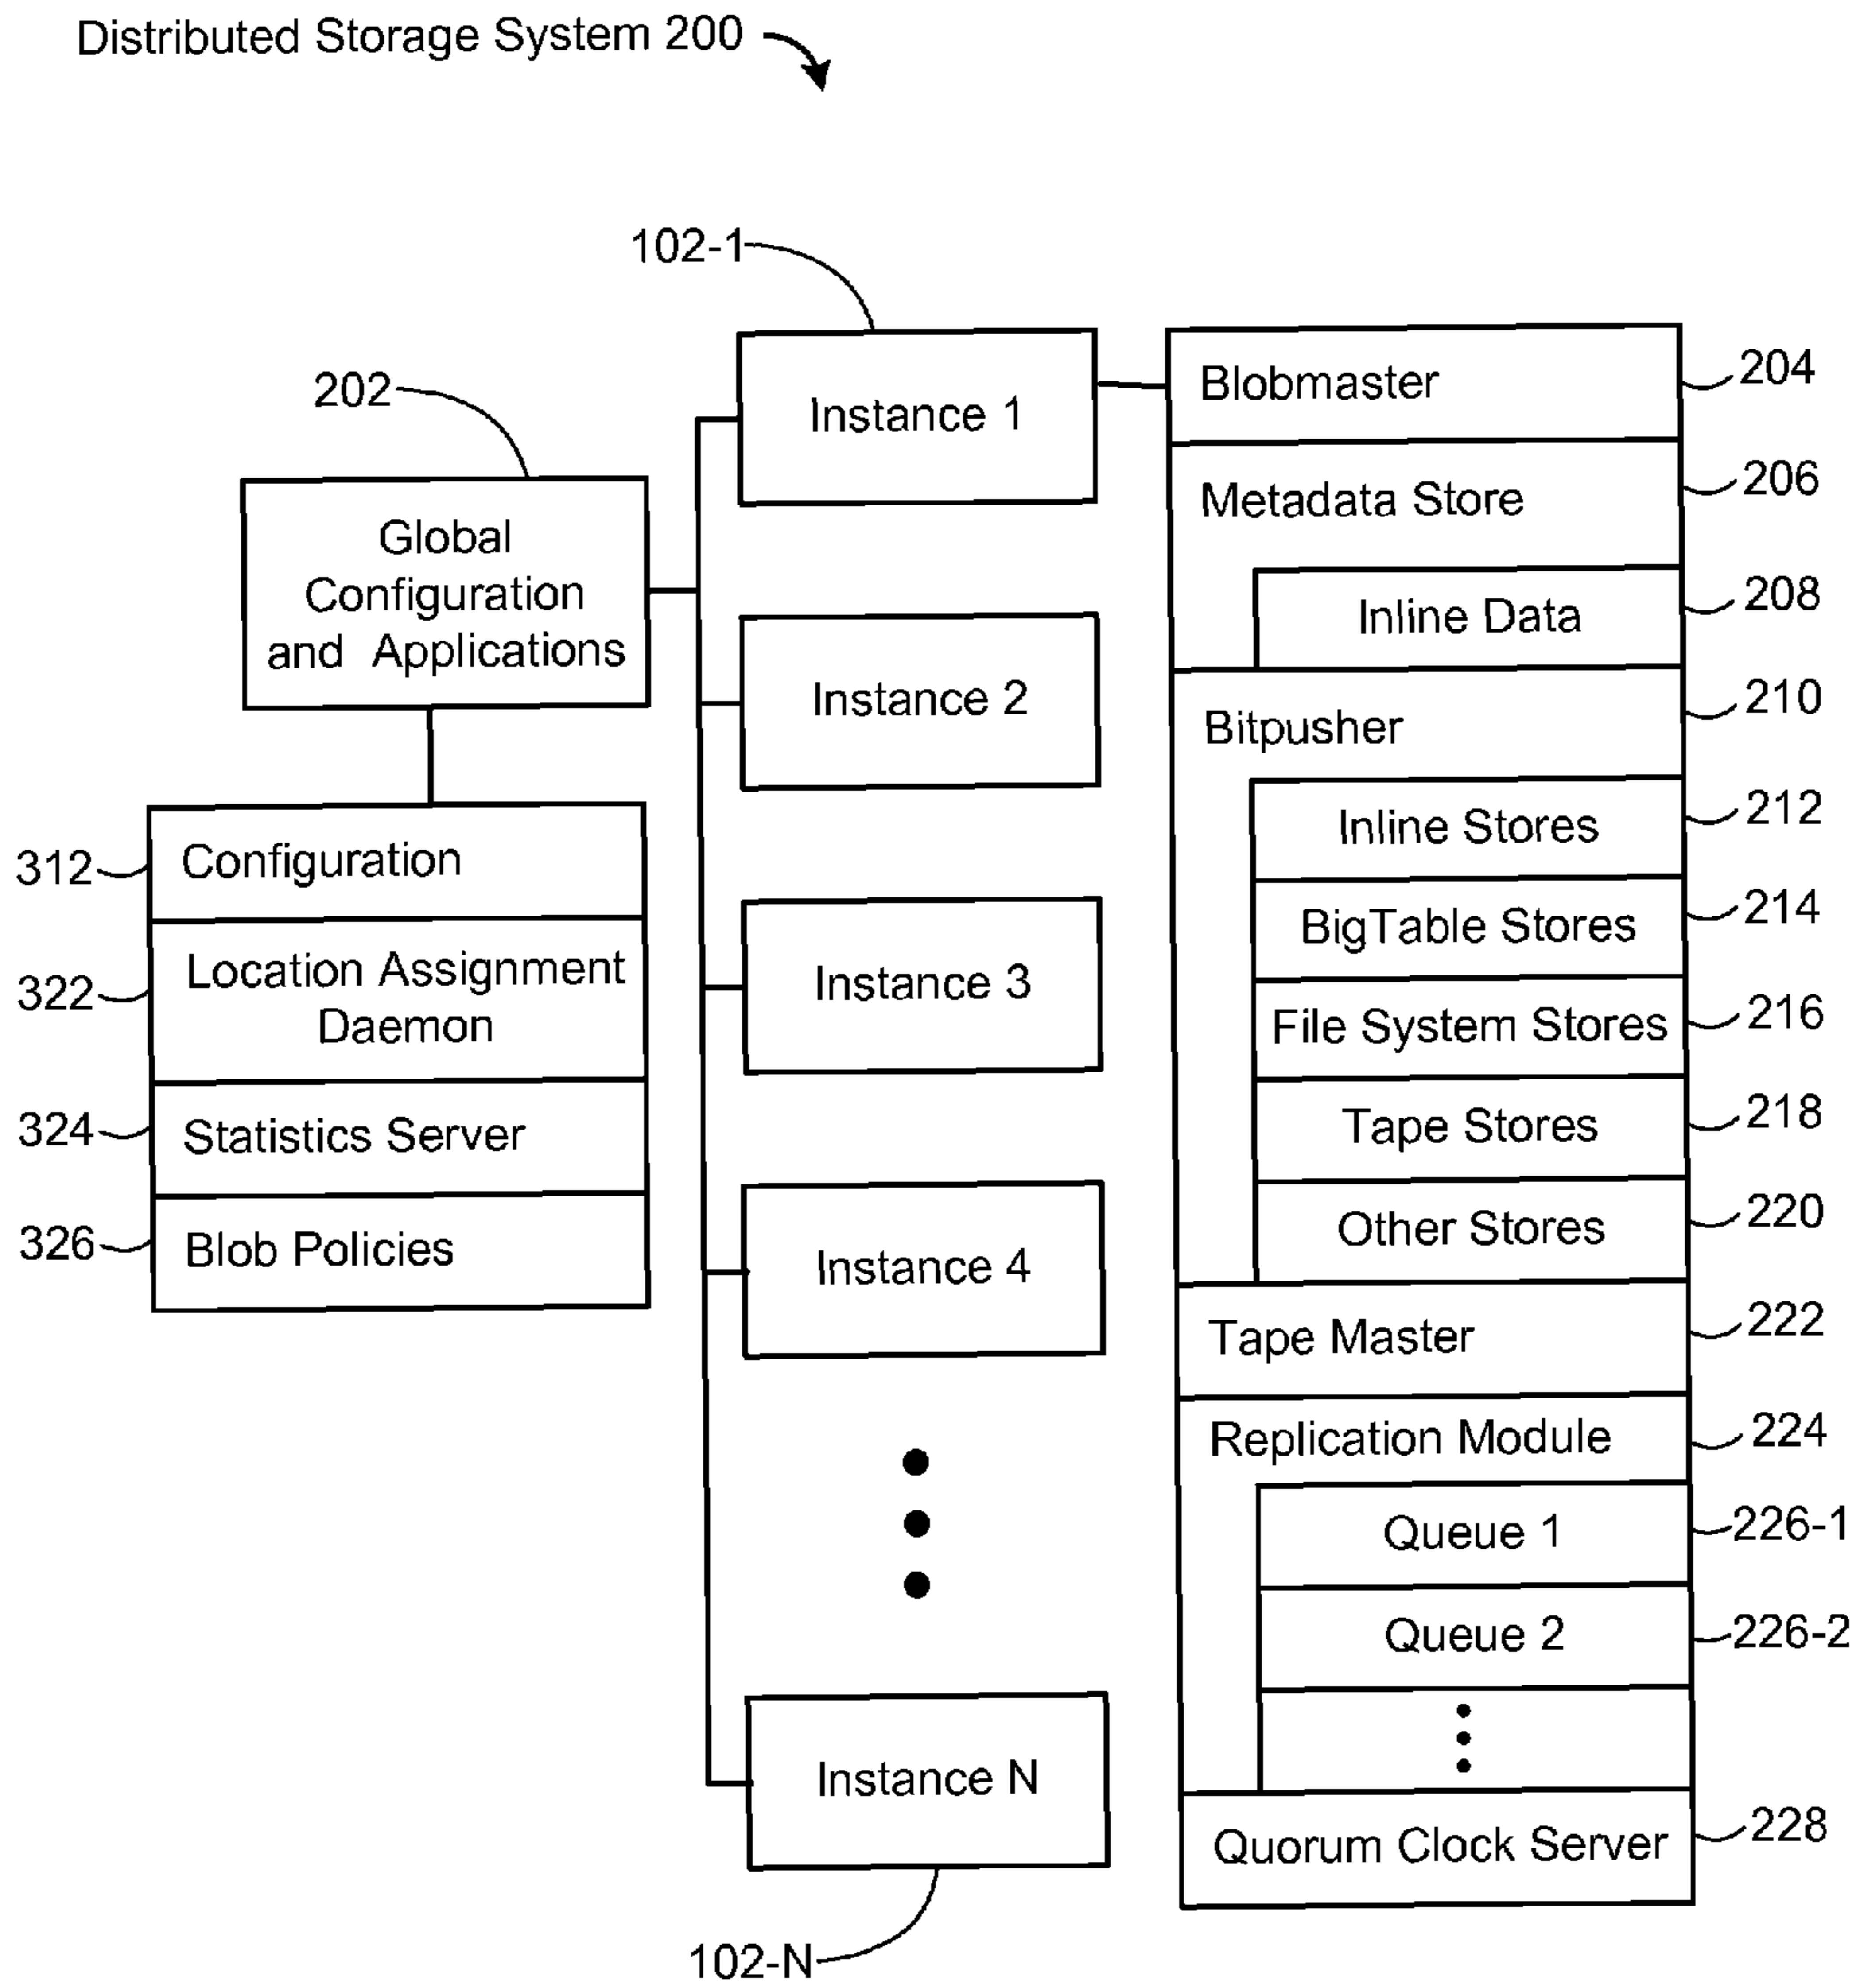 Distributed Storage System 200
102-1
202
Global
Configuration
and Applications
312
Configuration
322
Location Assignment
Daemon
324
Statistics Server
326
Blob Policies
Instance 1
Instance 2
Instance 3
Instance 4
Instance N
102-N
Blobmaster
204
Metadata Store
206
Inline Data
208
Bitpusher
210
Inline Stores
212
BigTable Stores
214
File System Stores
216
Tape Stores
218
Other Stores
220
Tape Master
222
Replication Module
224
Queue 1
226-1
Queue 2
226-2
Quorum Clock Server
228